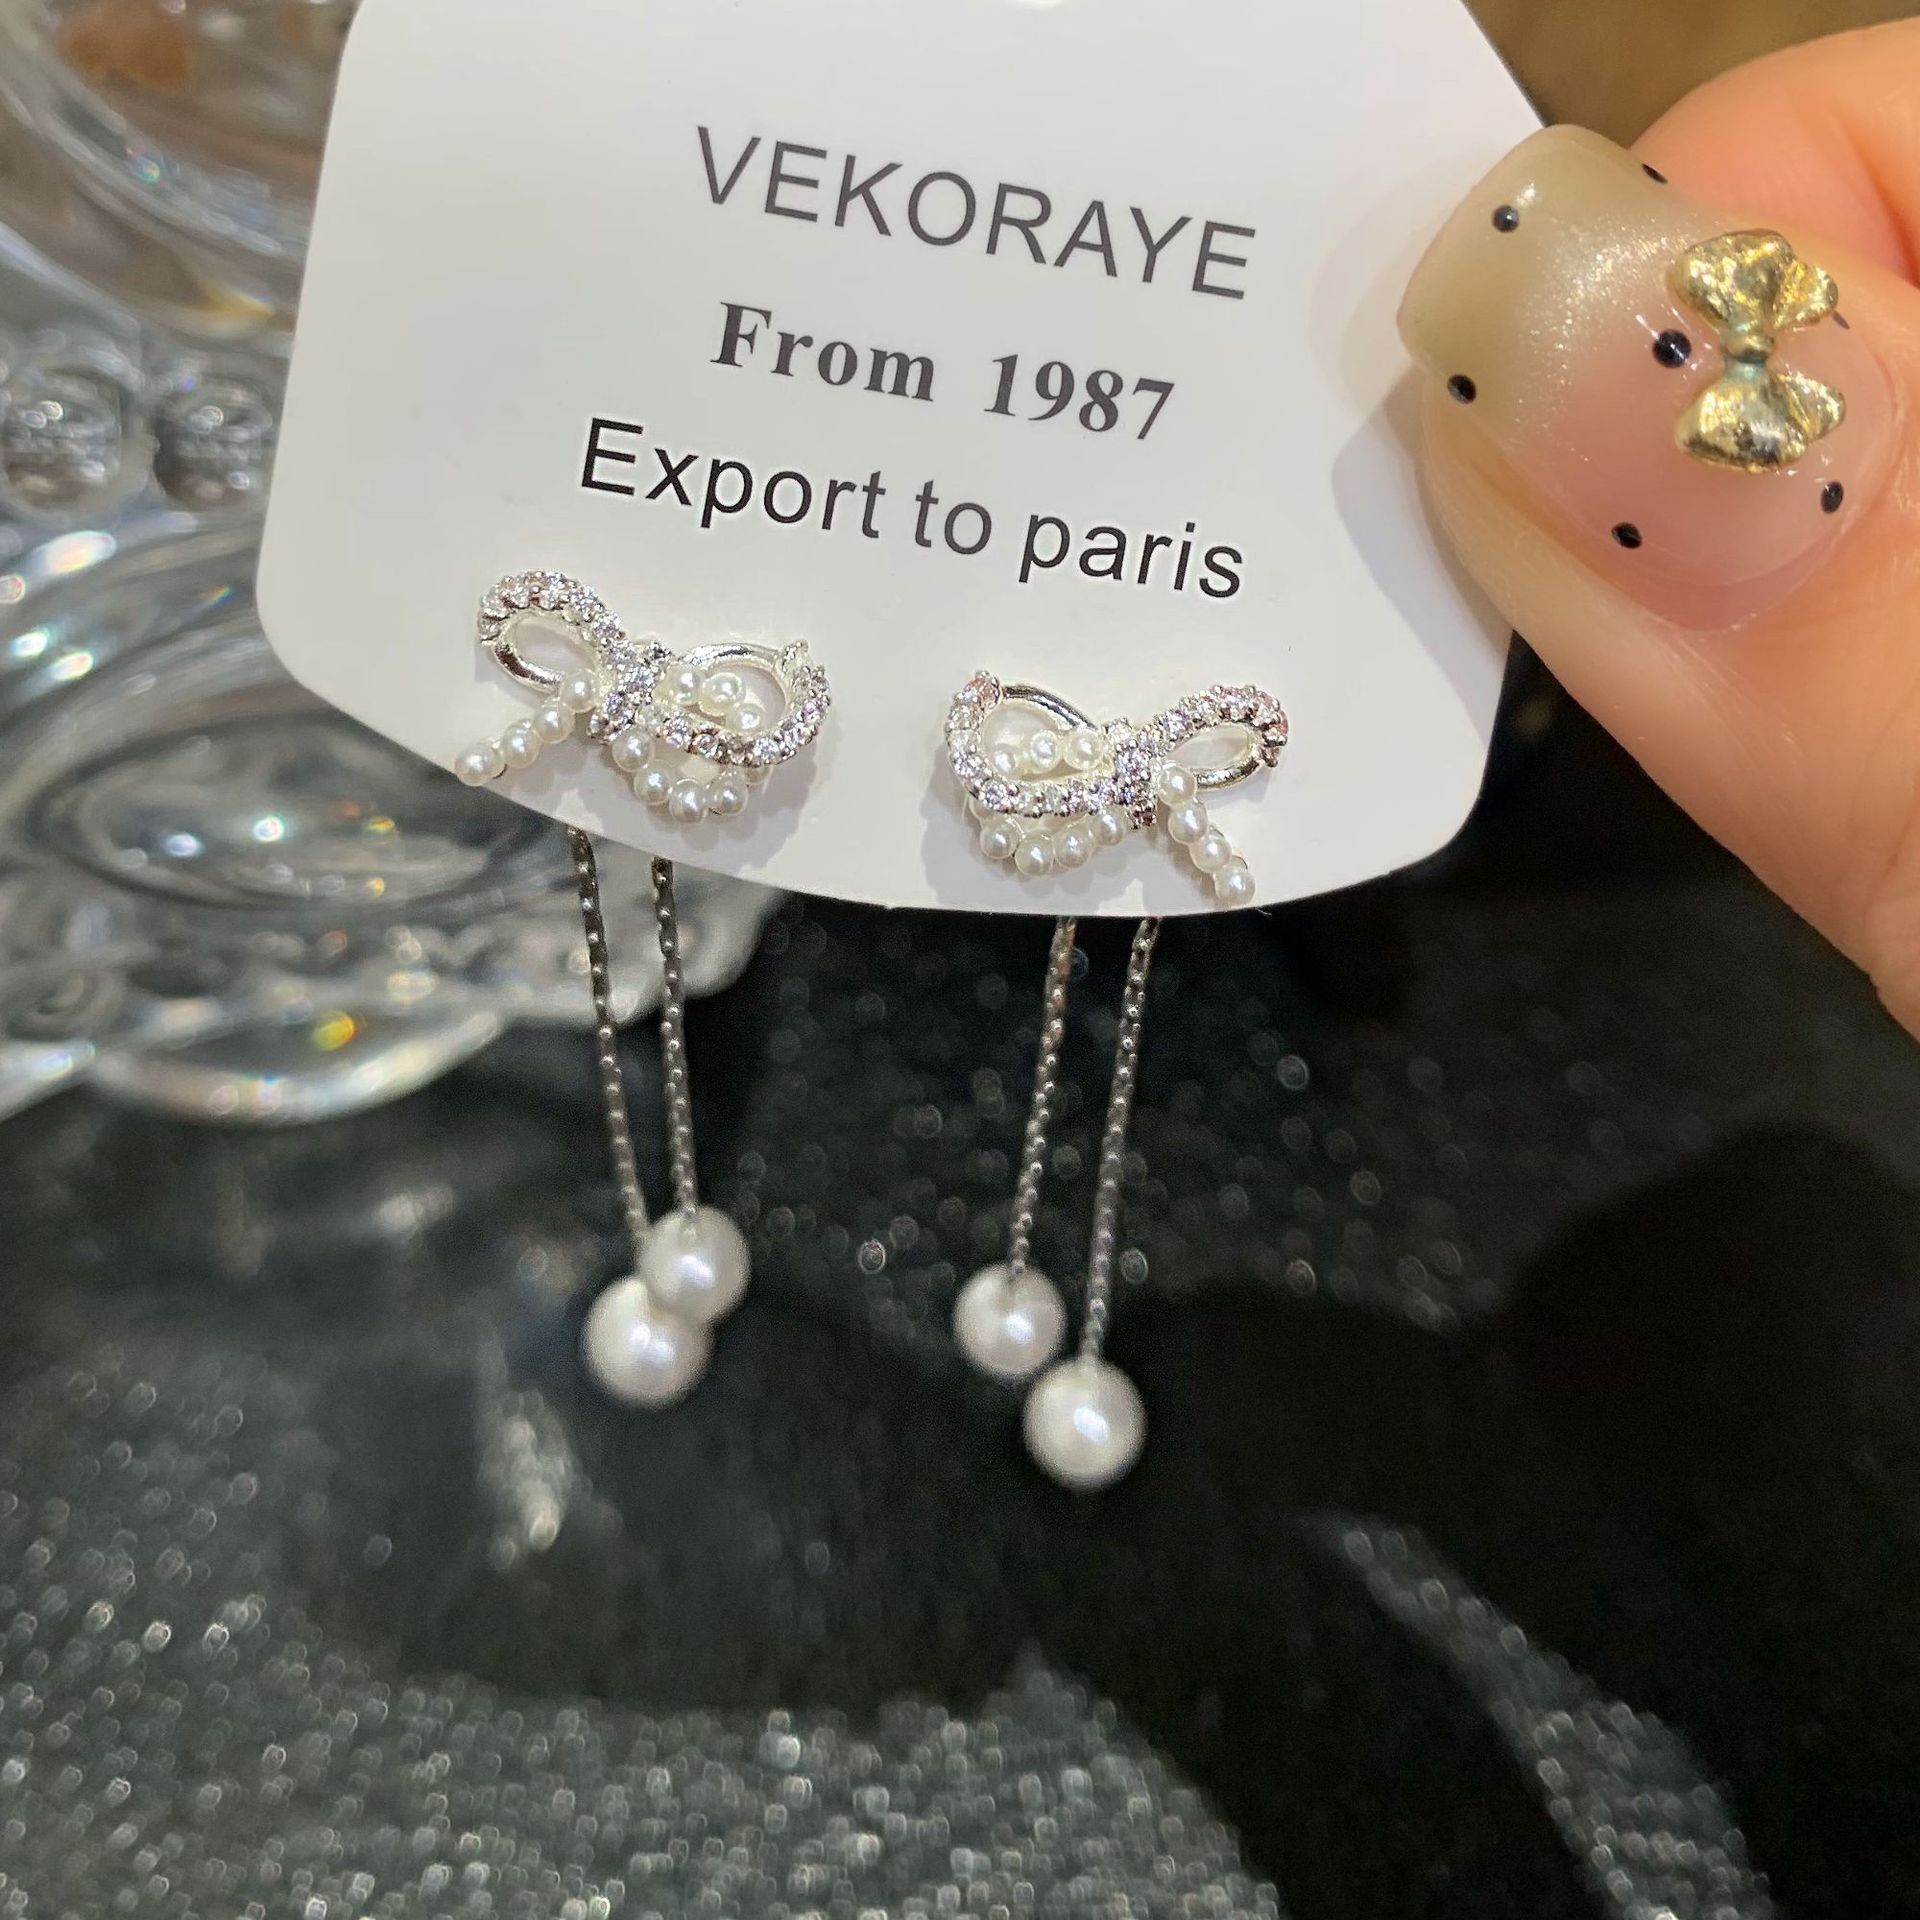 VEKORAYE
From 1987
Export to paris